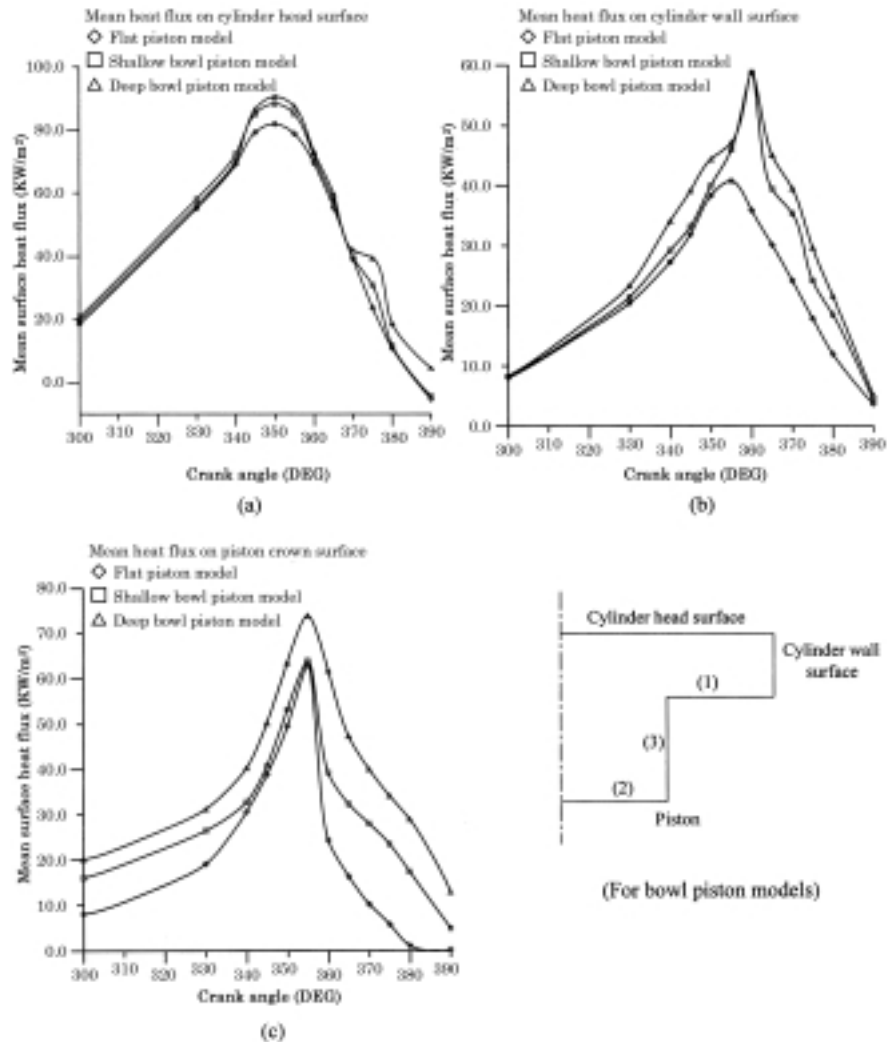 Mean heat flux on cylinder head surface
◇ Flat piston model
□ Shallow bowl piston model
△ Deep bowl piston model
Mean surface heat flux (KW/m²)
100.0
80.0
60.0
40.0
20.0
0.0
300 310 320 330 340 350 360 370 380 390
Crank angle (DEG)
(a)
Mean heat flux on cylinder wall surface
◇ Flat piston model
□ Shallow bowl piston model
△ Deep bowl piston model
Mean surface heat flux (KW/m²)
60.0
50.0
40.0
30.0
20.0
10.0
0.0
300 310 320 330 340 350 360 370 380 390
Crank angle (DEG)
(b)
Mean heat flux on piston crown surface
◇ Flat piston model
□ Shallow bowl piston model
△ Deep bowl piston model
Mean surface heat flux (KW/m²)
80.0
70.0
60.0
50.0
40.0
30.0
20.0
10.0
0.0
300 310 320 330 340 350 360 370 380 390
Crank angle (DEG)
(c)
Cylinder head surface
Cylinder wall
surface
(1)
(3)
(2)
Piston
(For bowl piston models)